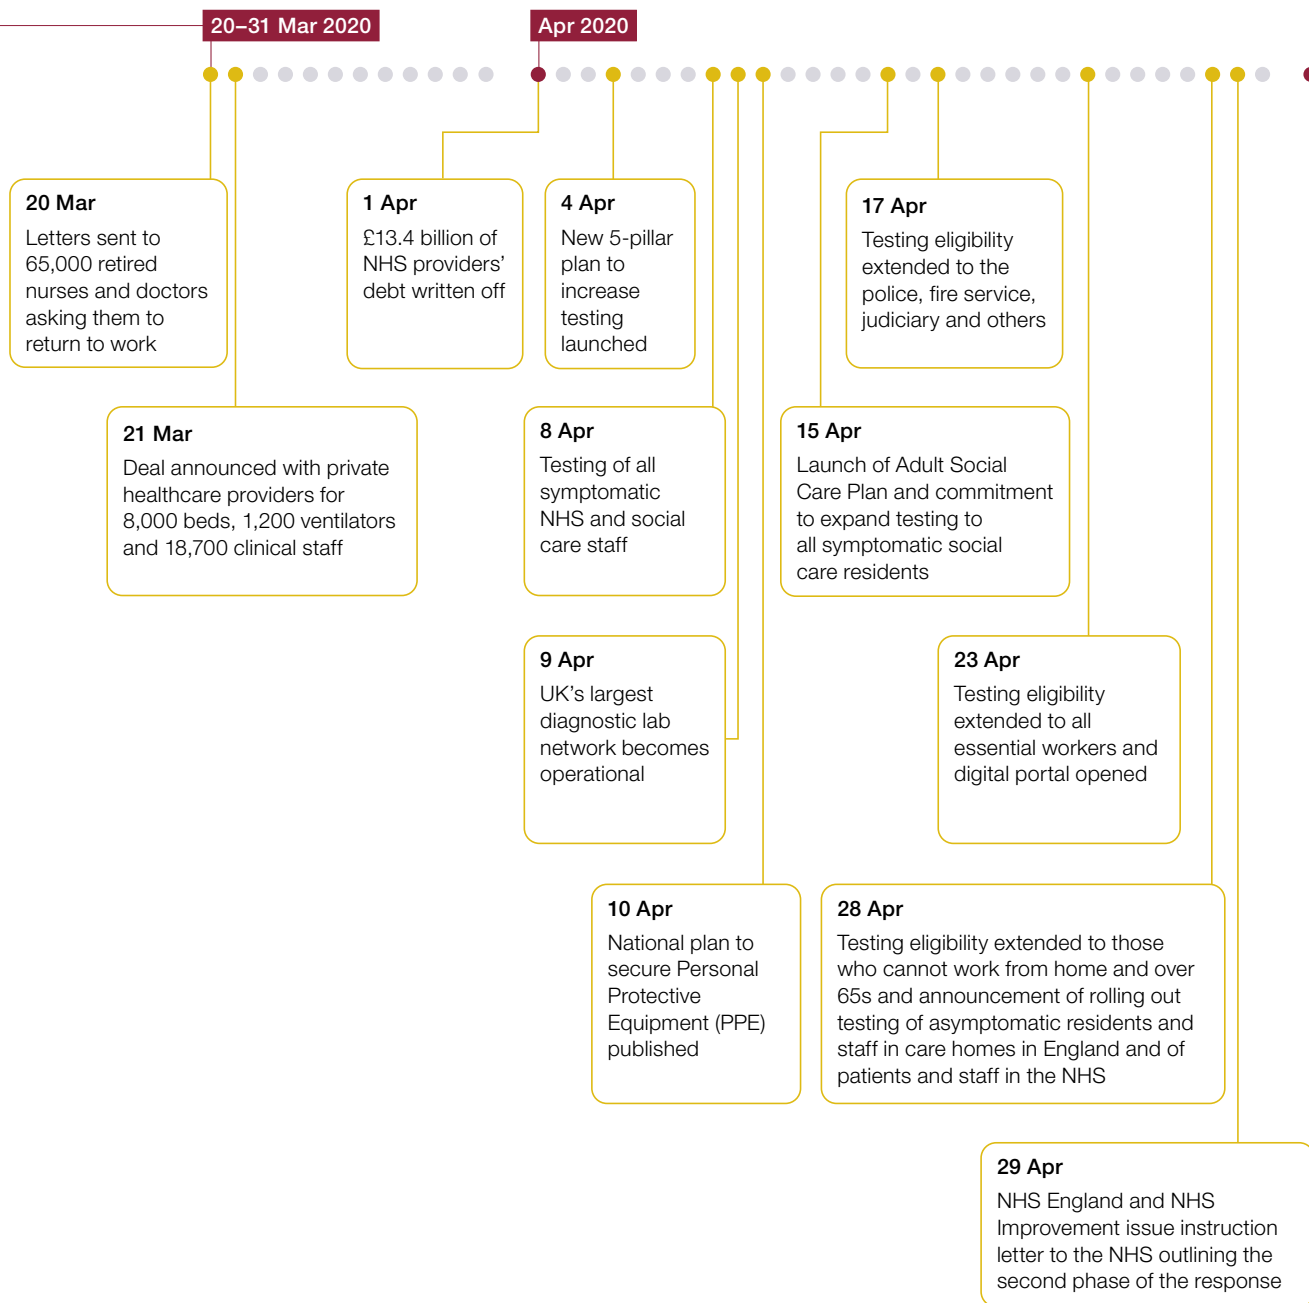 20–31 Mar 2020
Apr 2020
20 Mar
Letters sent to
65,000 retired
nurses and doctors
asking them to
return to work
1 Apr
£13.4 billion of
NHS providers’
debt written off
4 Apr
New 5-pillar
plan to
increase
testing
launched
17 Apr
Testing eligibility
extended to the
police, fire service,
judiciary and others
21 Mar
Deal announced with private
healthcare providers for
8,000 beds, 1,200 ventilators
and 18,700 clinical staff
8 Apr
Testing of all
symptomatic
NHS and social
care staff
15 Apr
Launch of Adult Social
Care Plan and commitment
to expand testing to
all symptomatic social
care residents
9 Apr
UK’s largest
diagnostic lab
network becomes
operational
23 Apr
Testing eligibility
extended to all
essential workers and
digital portal opened
10 Apr
National plan to
secure Personal
Protective
Equipment (PPE)
published
28 Apr
Testing eligibility extended to those
who cannot work from home and over
65s and announcement of rolling out
testing of asymptomatic residents and
staff in care homes in England and of
patients and staff in the NHS
29 Apr
NHS England and NHS
Improvement issue instruction
letter to the NHS outlining the
second phase of the response